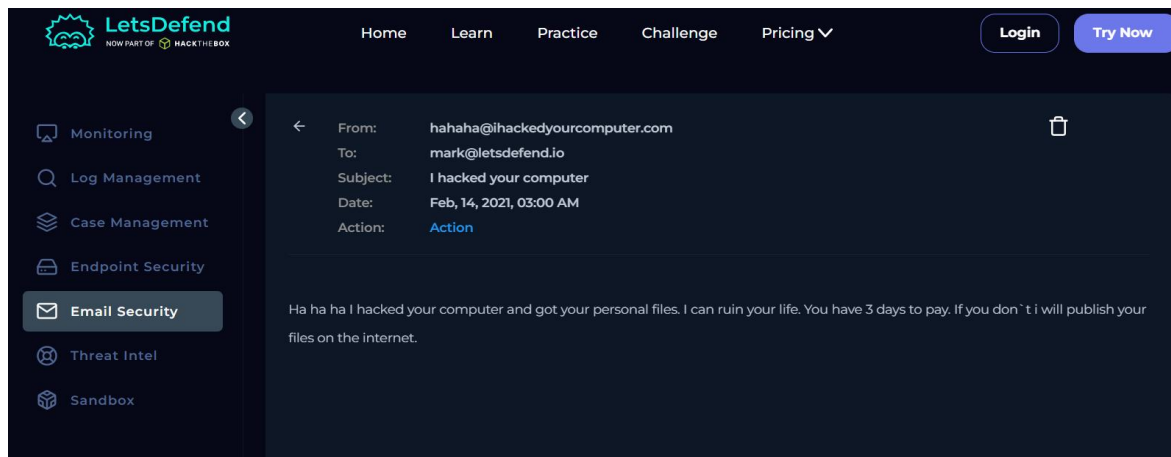 LetsDefend
NOW PART OF HACKTHEBOX
Home Learn Practice Challenge Pricing Login Try Now
Monitoring
Log Management
Case Management
Endpoint Security
Email Security
Threat Intel
Sandbox
From: hahaha@ihackedyourcomputer.com
To: mark@letsdefend.io
Subject: I hacked your computer
Date: Feb, 14, 2021, 03:00 AM
Action: Action
Ha ha ha I hacked your computer and got your personal files. I can ruin your life. You have 3 days to pay. If you don`t i will publish your
files on the internet.